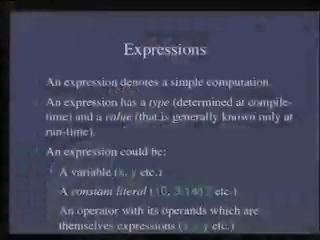 Expressions
An expression denotes a simple computation.
An expression has a type (determined at compile-
time) and a value (that is generally known only at
run-time).
An expression could be:
A variable (x, y etc.)
A constant literal (10, 3.1417 etc.)
An operator with its operands which are
themselves expressions (x + y etc.)